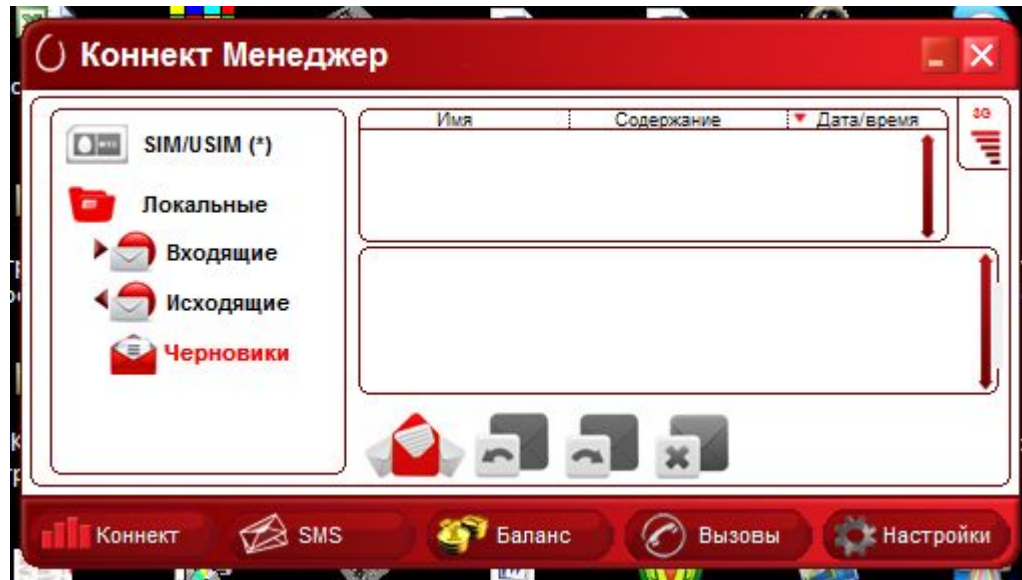 Коннект Менеджер
Имя Содержание Дата/время
3G
SIM/USIM (*)
Локальные
Входящие
Исходящие
Черновики
Коннект SMS Баланс Вызовы Настройки